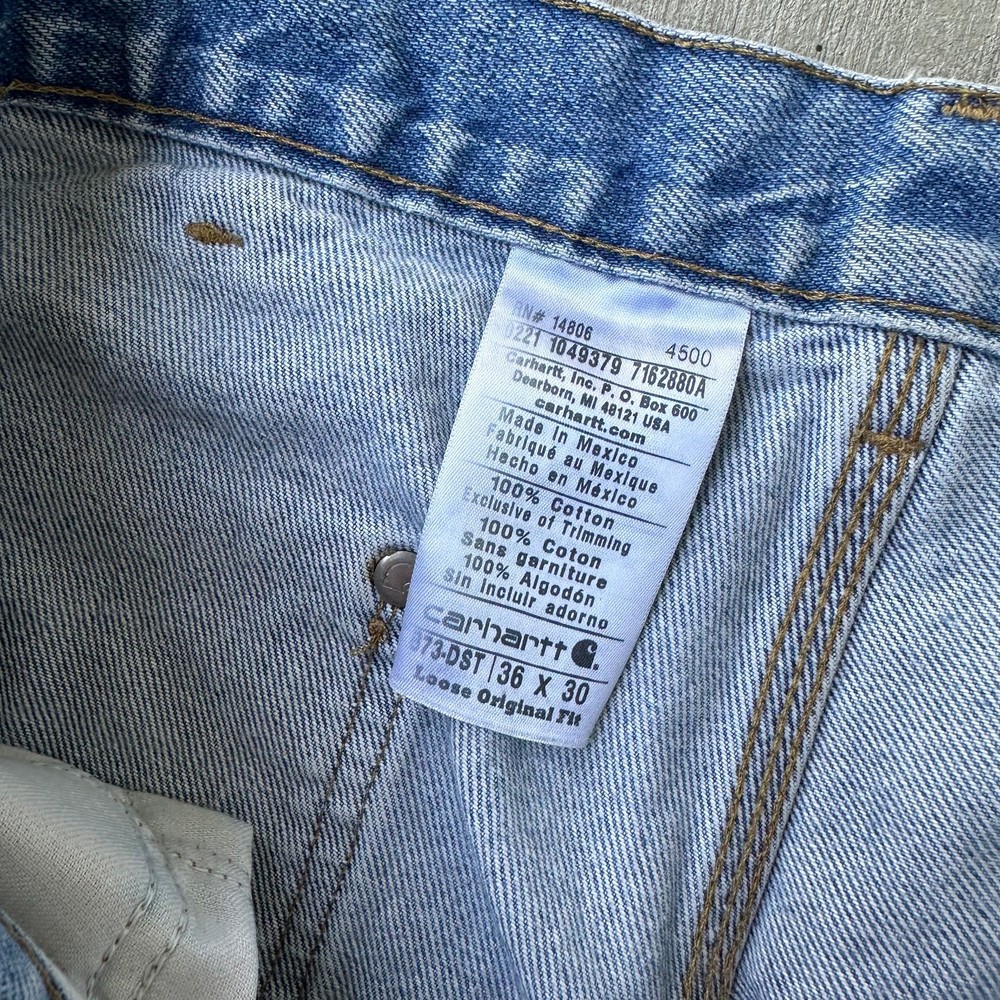 RN# 14806 4500
0221 1049379 7162880A
Carhartt, Inc. P. O. Box 600
Dearborn, MI 48121 USA
carhartt.com
Made in Mexico
Fabriqué au Mexique
Hecho en México
100% Cotton
Exclusive of Trimming
100% Coton
Sans garniture
100% Algodón
Sin incluir adorno
carhartt
373-DST 36 X 30
Loose Original Fit